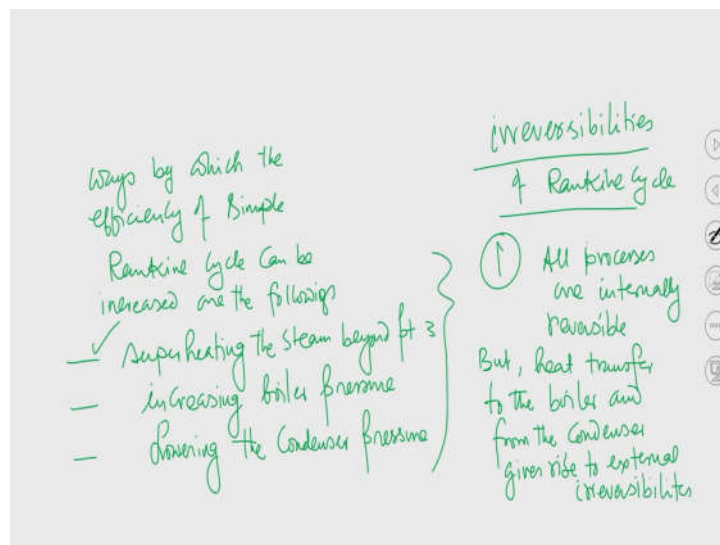 ways by which the
efficiency of Simple
Rankine Cycle Can be
increased are the followings
— ✓ superheating the steam beyond pt 3
— increasing boiler pressure
— lowering the Condenser pressure
irreversibilities
of Rankine Cycle
1 All processes
are internally
reversible
But, heat transfer
to the boiler and
from the Condenser
gives rise to external
irreversibilities